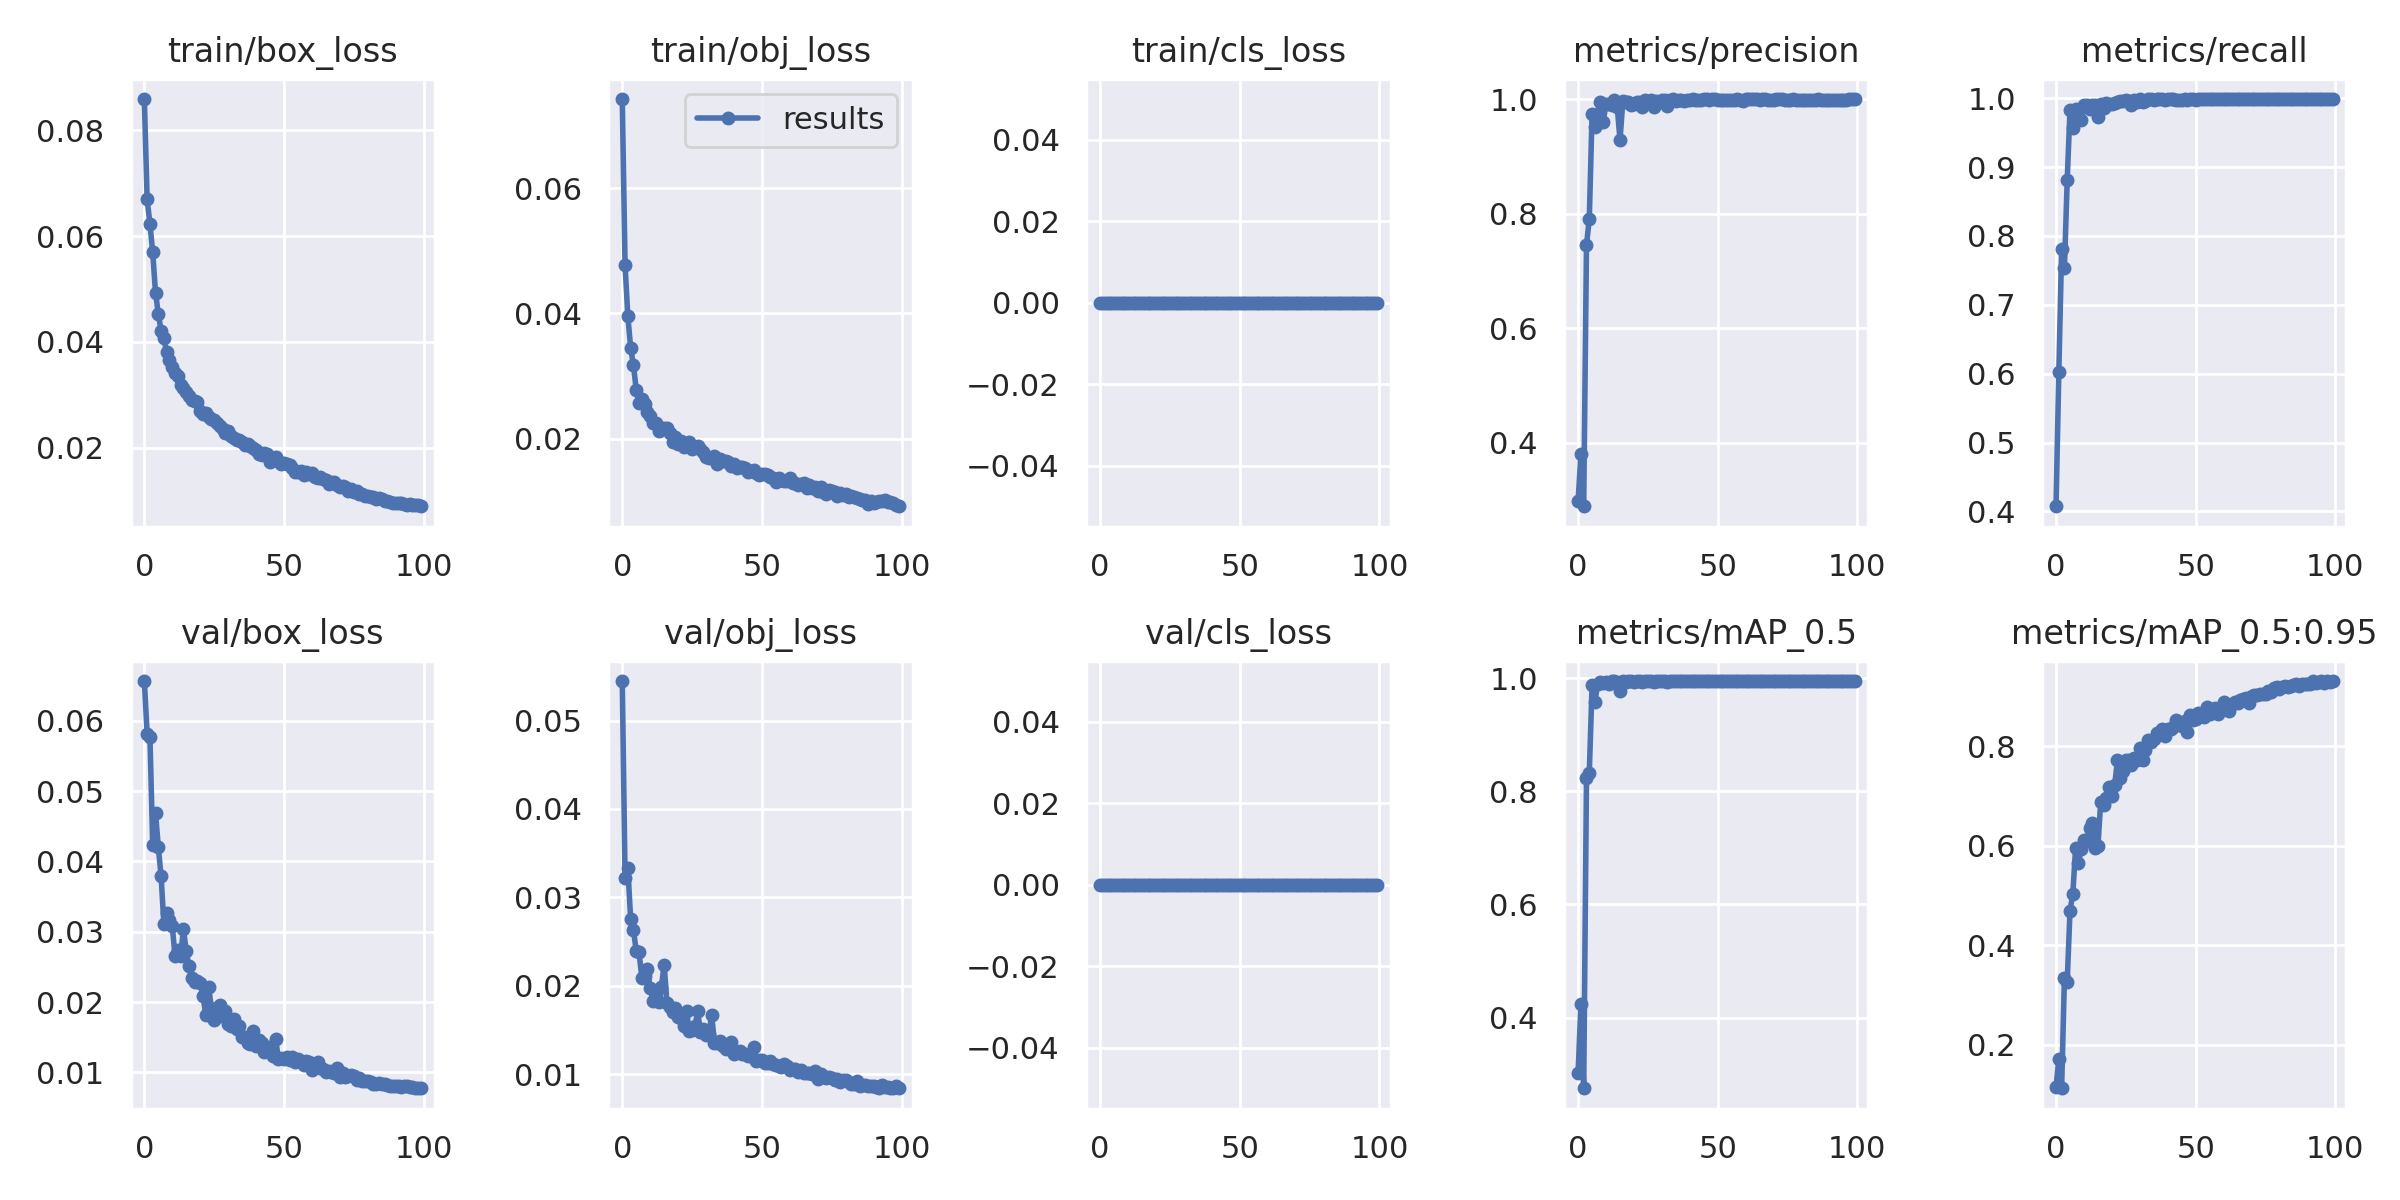 train/box_loss
0.08
0.06
0.04
0.02
0 50 100
train/obj_loss
results
0.06
0.04
0.02
0 50 100
train/cls_loss
0.04
0.02
0.00
−0.02
−0.04
0 50 100
metrics/precision
1.0
0.8
0.6
0.4
0 50 100
metrics/recall
1.0
0.9
0.8
0.7
0.6
0.5
0.4
0 50 100
val/box_loss
0.06
0.05
0.04
0.03
0.02
0.01
0 50 100
val/obj_loss
0.05
0.04
0.03
0.02
0.01
0 50 100
val/cls_loss
0.04
0.02
0.00
−0.02
−0.04
0 50 100
metrics/mAP_0.5
1.0
0.8
0.6
0.4
0 50 100
metrics/mAP_0.5:0.95
0.8
0.6
0.4
0.2
0 50 100